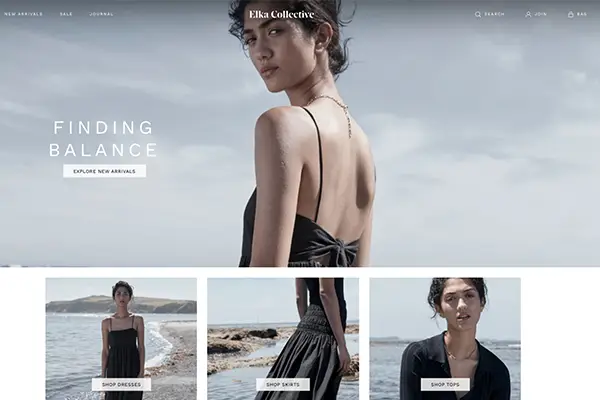 NEW ARRIVALS SALE JOURNAL Elka Collective SEARCH JOIN BAG
FINDING
BALANCE
EXPLORE NEW ARRIVALS
SHOP DRESSES SHOP SKIRTS SHOP TOPS